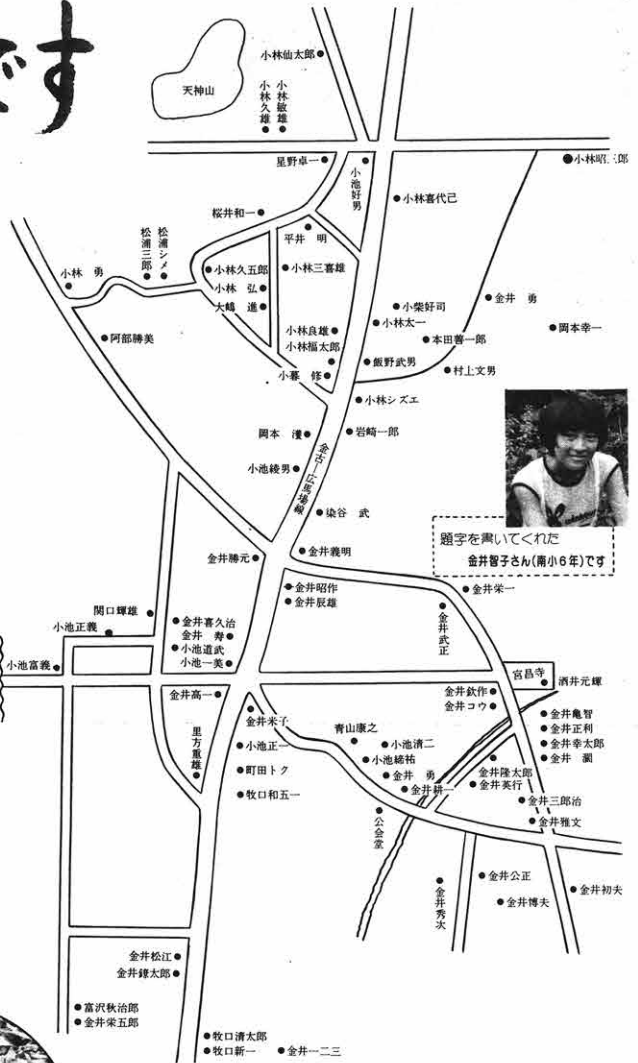 です
小林仙太郎
天神山
小林久雄
小林敏雄
星野卓一
小池好男
小林昭三郎
小林喜代己
桜井和一
平井 明
松浦三郎
松浦シメ
小林 勇
小林久五郎
小林三喜雄
小林 弘
大嶋 進
小柴好司
金井 勇
小林太一
岡本幸一
本田善一郎
小林良雄
小林福太郎
阿部勝美
飯野武男
村上文男
小暮 修
小林シズエ
岡本
岩崎一郎
小池綾男
金古―広馬場線
染谷 武
題字を書いてくれた
金井智子さん(南小6年)です
金井勝元
金井義明
金井昭作
金井辰雄
金井栄一
金井武正
関口輝雄
小池正義
金井喜久治
金井 寿
小池道武
小池一美
小池富義
宮昌寺
酒井元輝
金井高一
金井欽作
金井コウ
金井米子
里方重雄
小池正一
青山康之
小池清二
小池締祐
金井 勇
金井耕一
町田トク
牧口和五一
公会堂
金井亀智
金井正利
金井幸太郎
金井
金井隆太郎
金井英行
金井三郎治
金井雅文
金井公正
金井博夫
金井初夫
金井秀次
金井松江
金井鐐太郎
富沢秋治郎
金井栄五郎
牧口清太郎
牧口新一
金井一二三